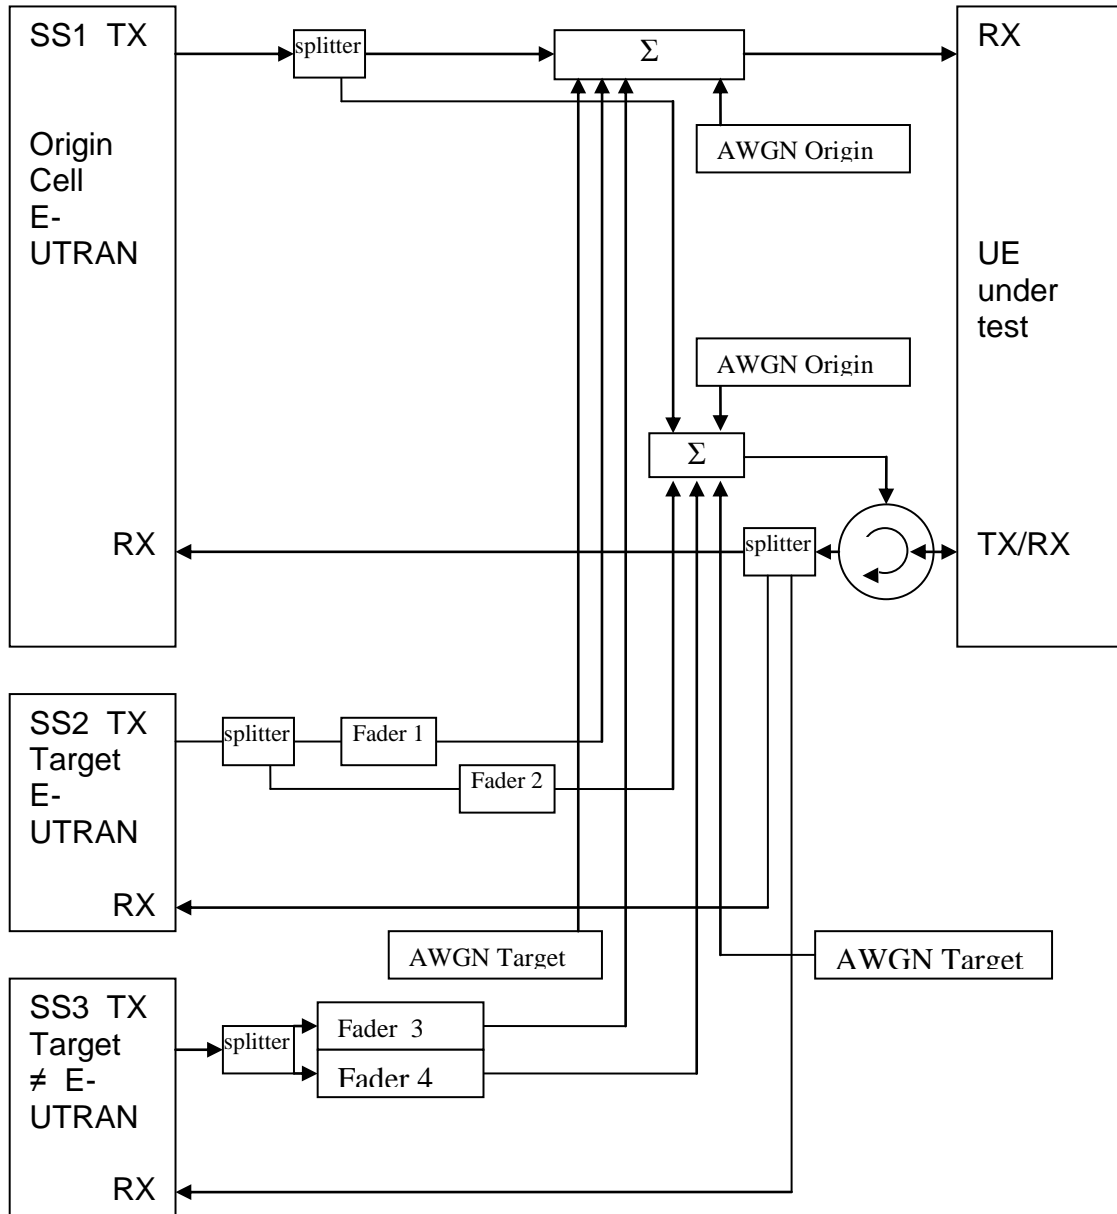 SS1 TX
Origin
Cell
E-
UTRAN
RX
splitter
Σ
AWGN Origin
RX
UE
under
test
TX/RX
AWGN Origin
Σ
splitter
SS2 TX
Target
E-
UTRAN
RX
splitter
Fader 1
Fader 2
AWGN Target
AWGN Target
SS3 TX
Target
≠ E-
UTRAN
RX
splitter
Fader 3
Fader 4